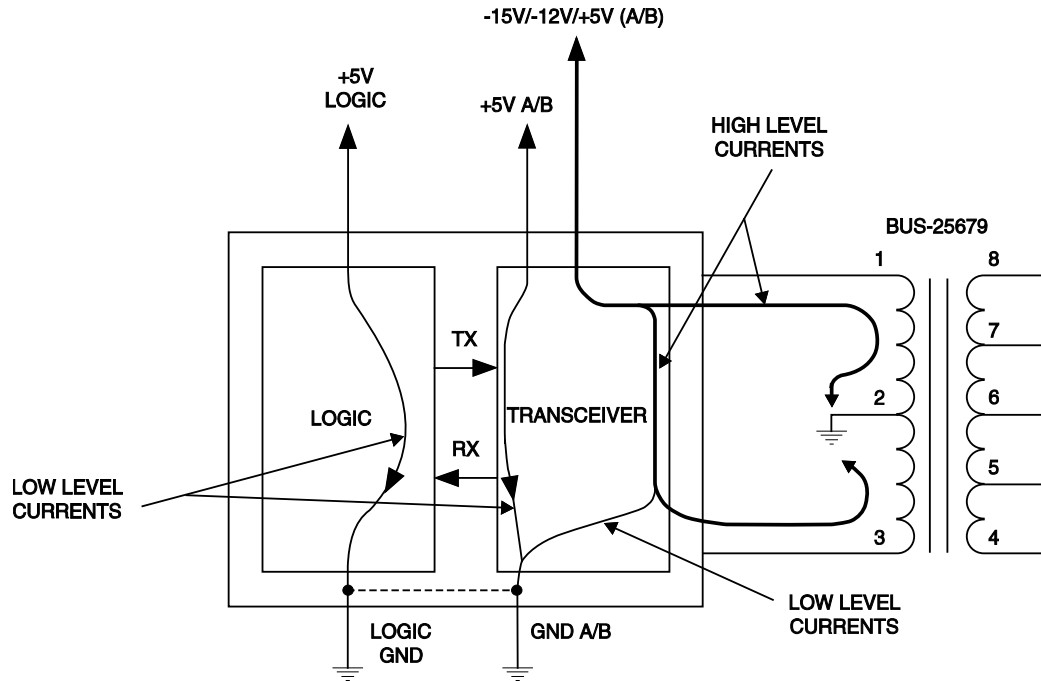 -15V/-12V/+5V (A/B)
+5V
LOGIC
+5V A/B
HIGH LEVEL
CURRENTS
BUS-25679
1
8
7
TX
2
6
LOGIC
TRANSCEIVER
RX
5
LOW LEVEL
CURRENTS
3
4
LOW LEVEL
CURRENTS
LOGIC
GND
GND A/B